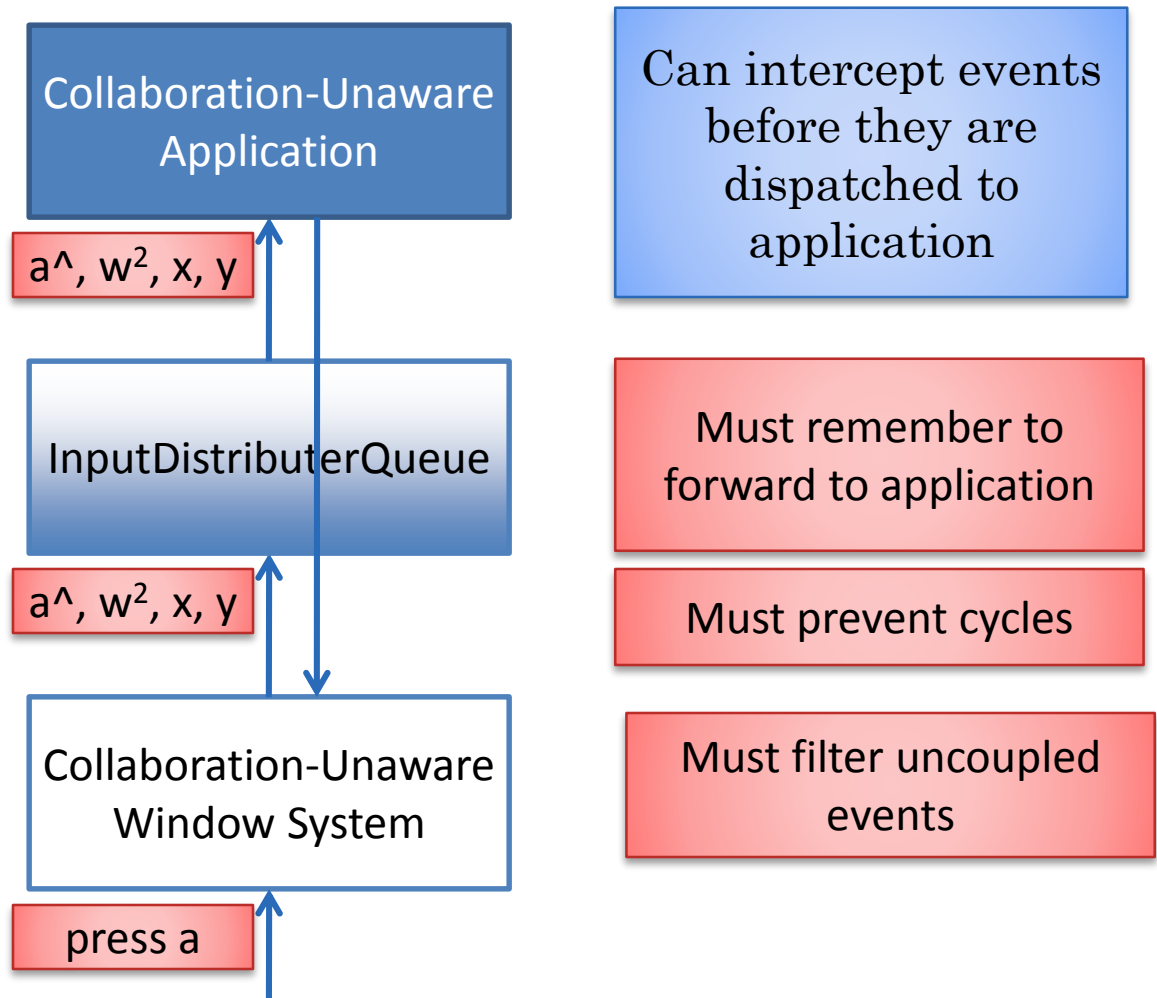 Collaboration-Unaware
Application
a^, w², x, y
InputDistributerQueue
a^, w², x, y
Collaboration-Unaware
Window System
press a
Can intercept events
before they are
dispatched to
application
Must remember to
forward to application
Must prevent cycles
Must filter uncoupled
events